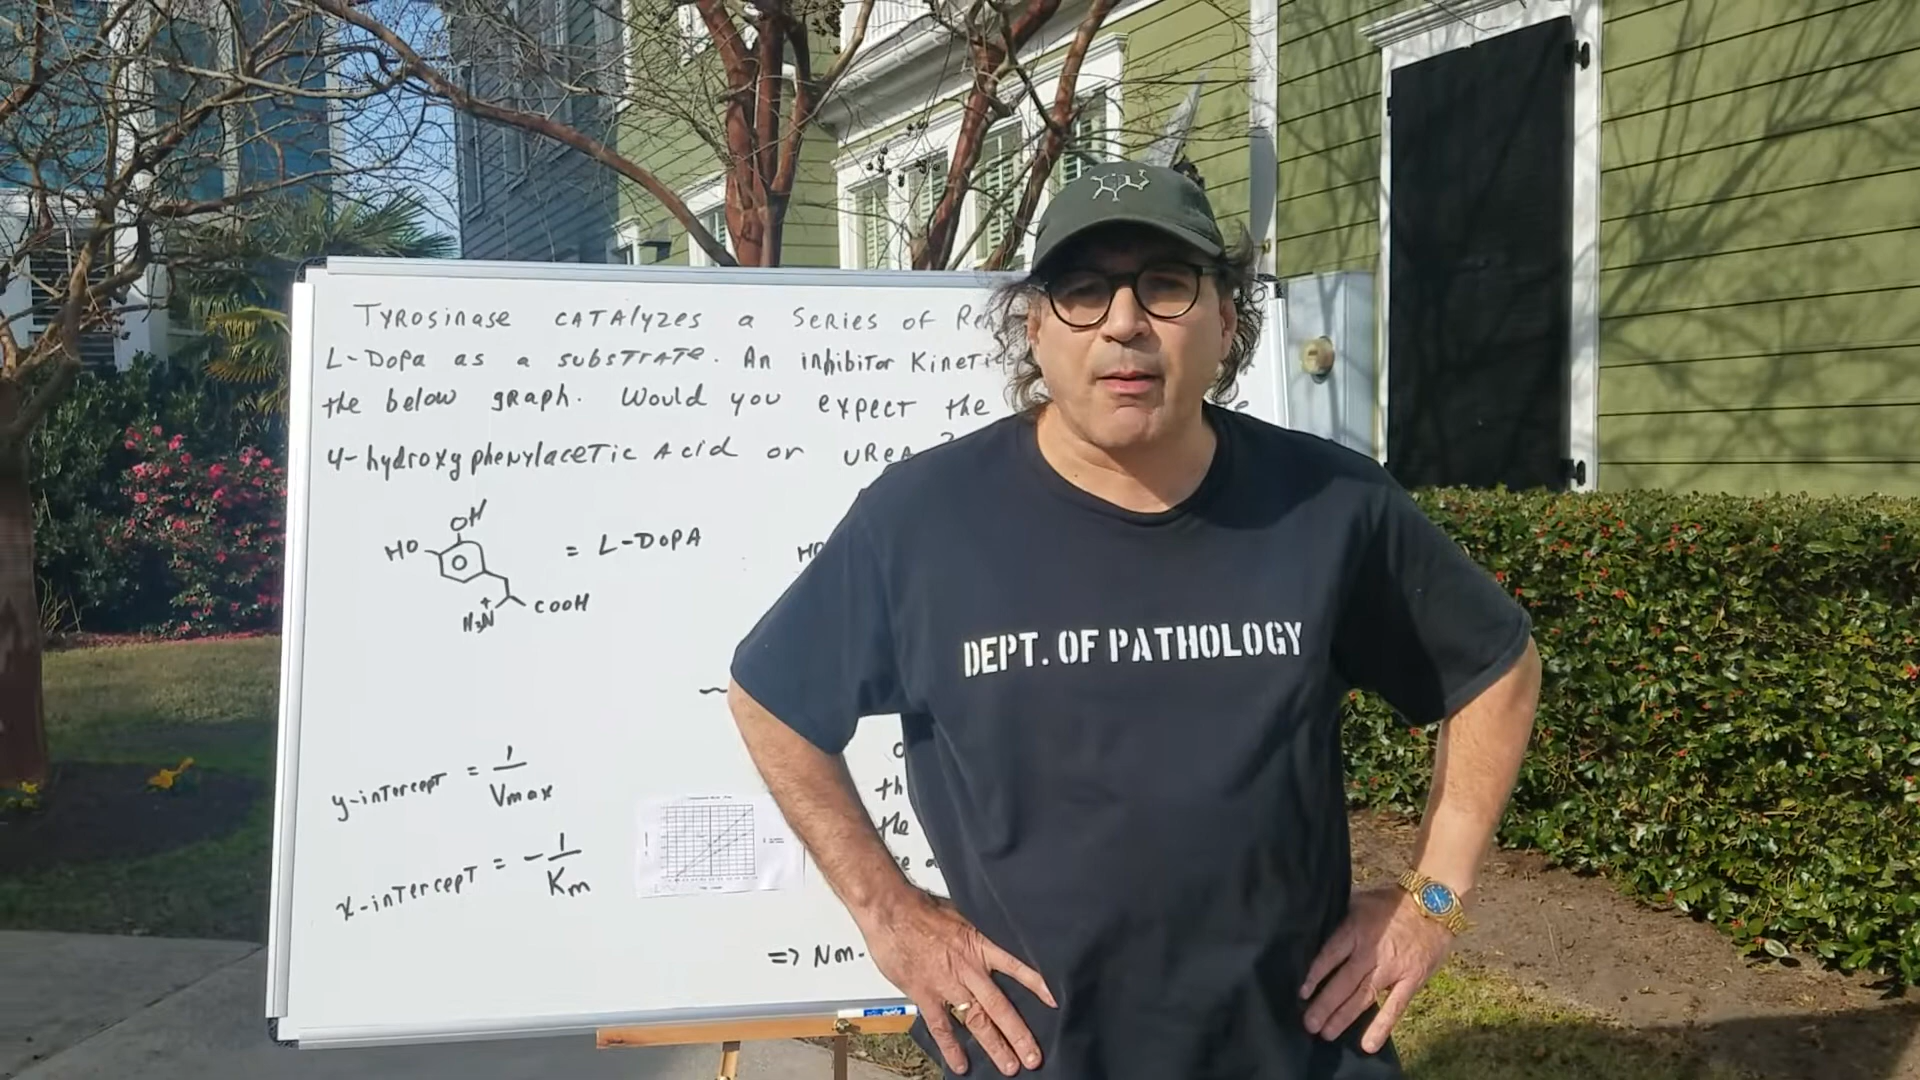 Tyrosinase catalyzes a series of Rea
L-Dopa as a substrate. An inhibitor kinetics
the below graph. Would you expect the
4-hydroxyphenylacetic Acid or urea?
OH
HO
= L-DOPA
HO
H3N+
COOH
y-intercept = 1/Vmax
x-intercept = -1/Km
th
the
=> Non-
DEPT. OF PATHOLOGY